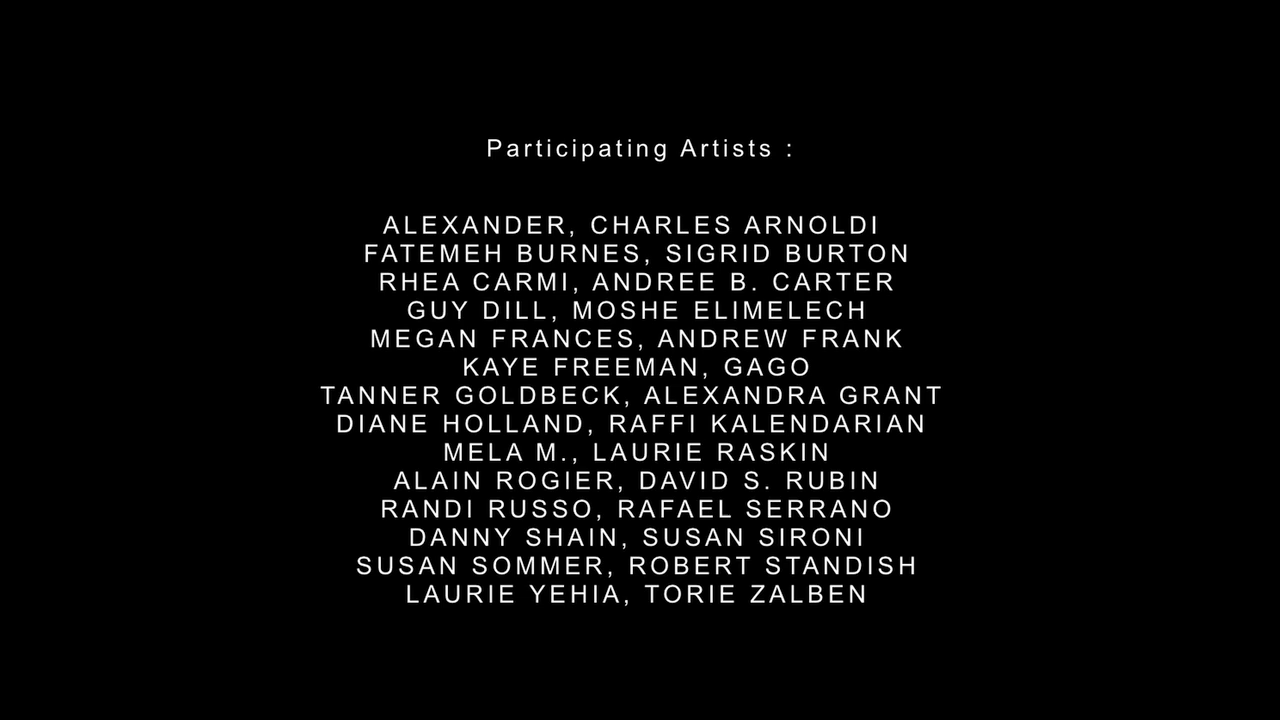 Participating Artists :
ALEXANDER, CHARLES ARNOLDI
FATEMEH BURNES, SIGRID BURTON
RHEA CARMI, ANDREE B. CARTER
GUY DILL, MOSHE ELIMELECH
MEGAN FRANCES, ANDREW FRANK
KAYE FREEMAN, GAGO
TANNER GOLDBECK, ALEXANDRA GRANT
DIANE HOLLAND, RAFFI KALENDARIAN
MELA M., LAURIE RASKIN
ALAIN ROGIER, DAVID S. RUBIN
RANDI RUSSO, RAFAEL SERRANO
DANNY SHAIN, SUSAN SIRONI
SUSAN SOMMER, ROBERT STANDISH
LAURIE YEHIA, TORIE ZALBEN